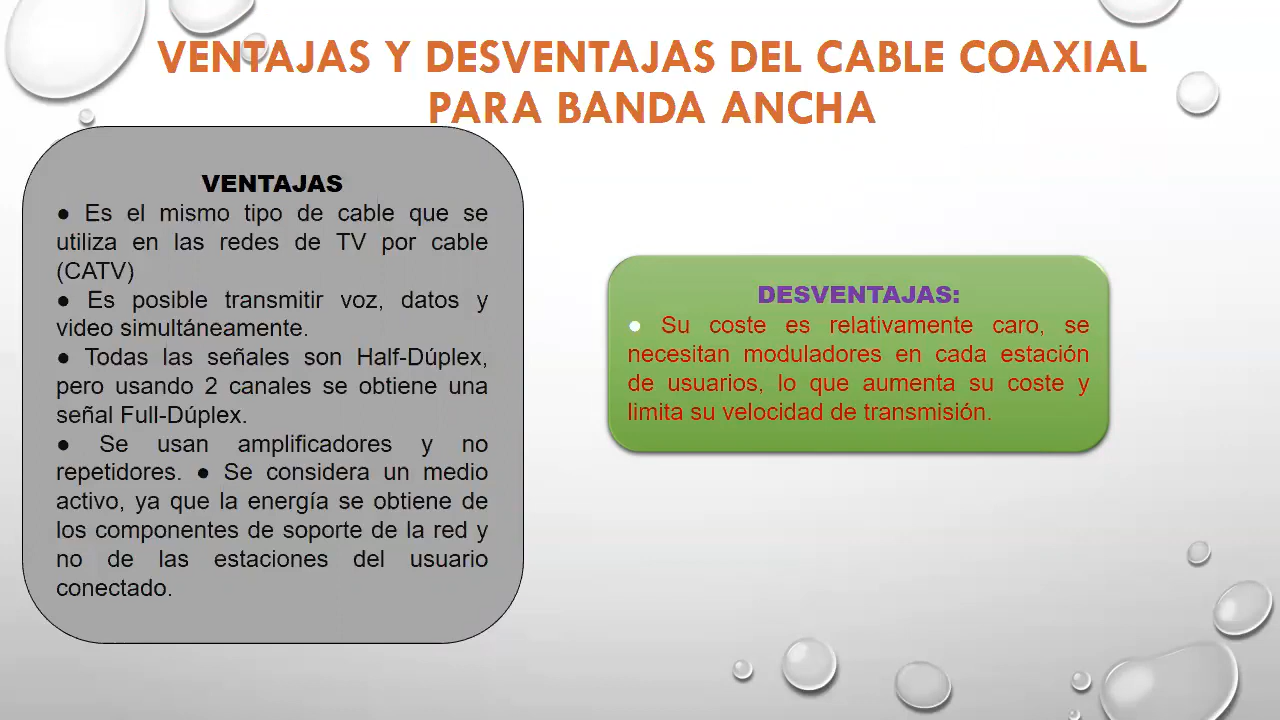 VENTAJAS Y DESVENTAJAS DEL CABLE COAXIAL
PARA BANDA ANCHA
VENTAJAS
● Es el mismo tipo de cable que se
utiliza en las redes de TV por cable
(CATV)
● Es posible transmitir voz, datos y
video simultáneamente.
● Todas las señales son Half-Dúplex,
pero usando 2 canales se obtiene una
señal Full-Dúplex.
● Se usan amplificadores y no
repetidores. ● Se considera un medio
activo, ya que la energía se obtiene de
los componentes de soporte de la red y
no de las estaciones del usuario
conectado.
DESVENTAJAS:
● Su coste es relativamente caro, se
necesitan moduladores en cada estación
de usuarios, lo que aumenta su coste y
limita su velocidad de transmisión.